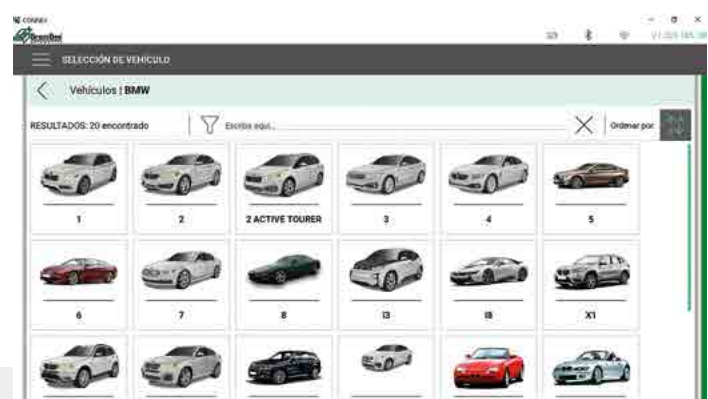 CONNEX
SELECCIÓN DE VEHÍCULO
Vehículos | BMW
RESULTADOS: 20 encontrado
Escriba aquí...
Ordenar por
1
2
2 ACTIVE TOURER
3
4
5
6
7
8
I3
I8
X1